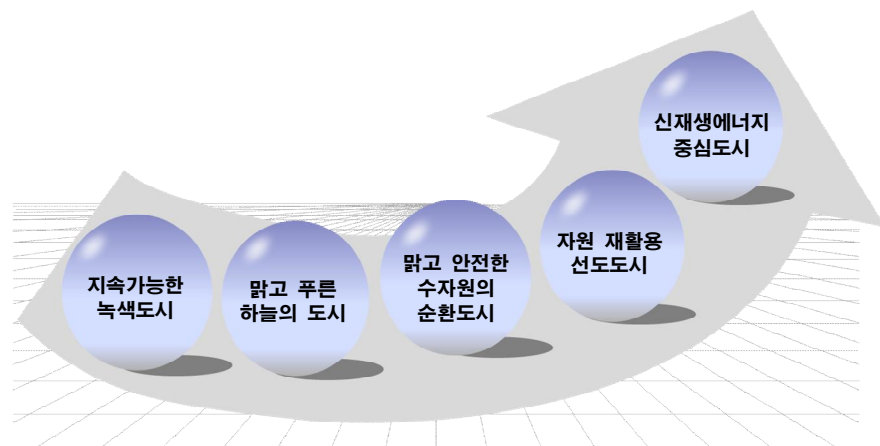 지속가능한
녹색도시
맑고 푸른
하늘의 도시
맑고 안전한
수자원의
순환도시
자원 재활용
선도도시
신재생에너지
중심도시